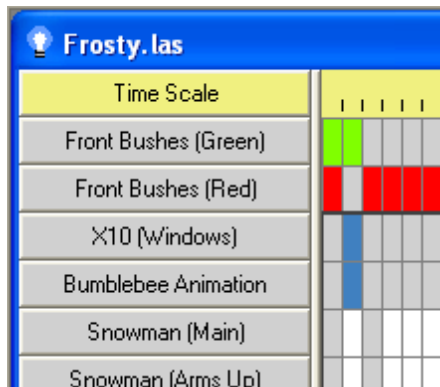 Frosty.las
Time Scale
Front Bushes (Green)
Front Bushes (Red)
X10 (Windows)
Bumblebee Animation
Snowman (Main)
Snowman (Arms Up)